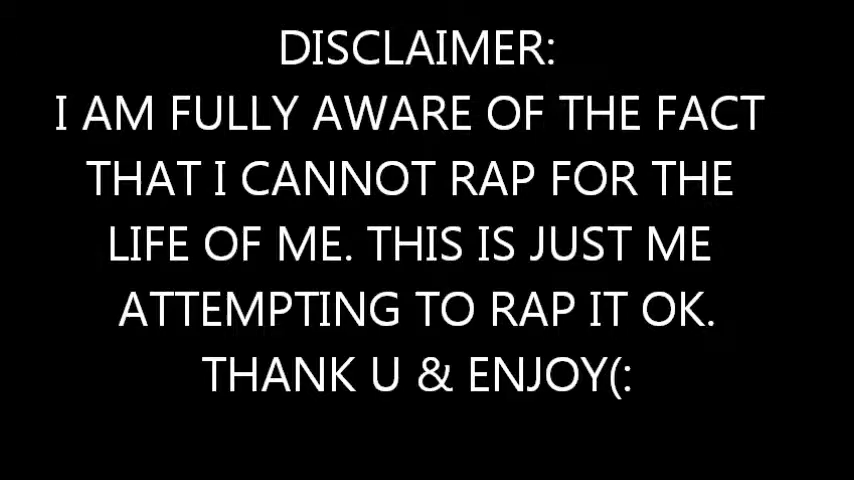 DISCLAIMER:
I AM FULLY AWARE OF THE FACT
THAT I CANNOT RAP FOR THE
LIFE OF ME. THIS IS JUST ME
ATTEMPTING TO RAP IT OK.
THANK U & ENJOY(: